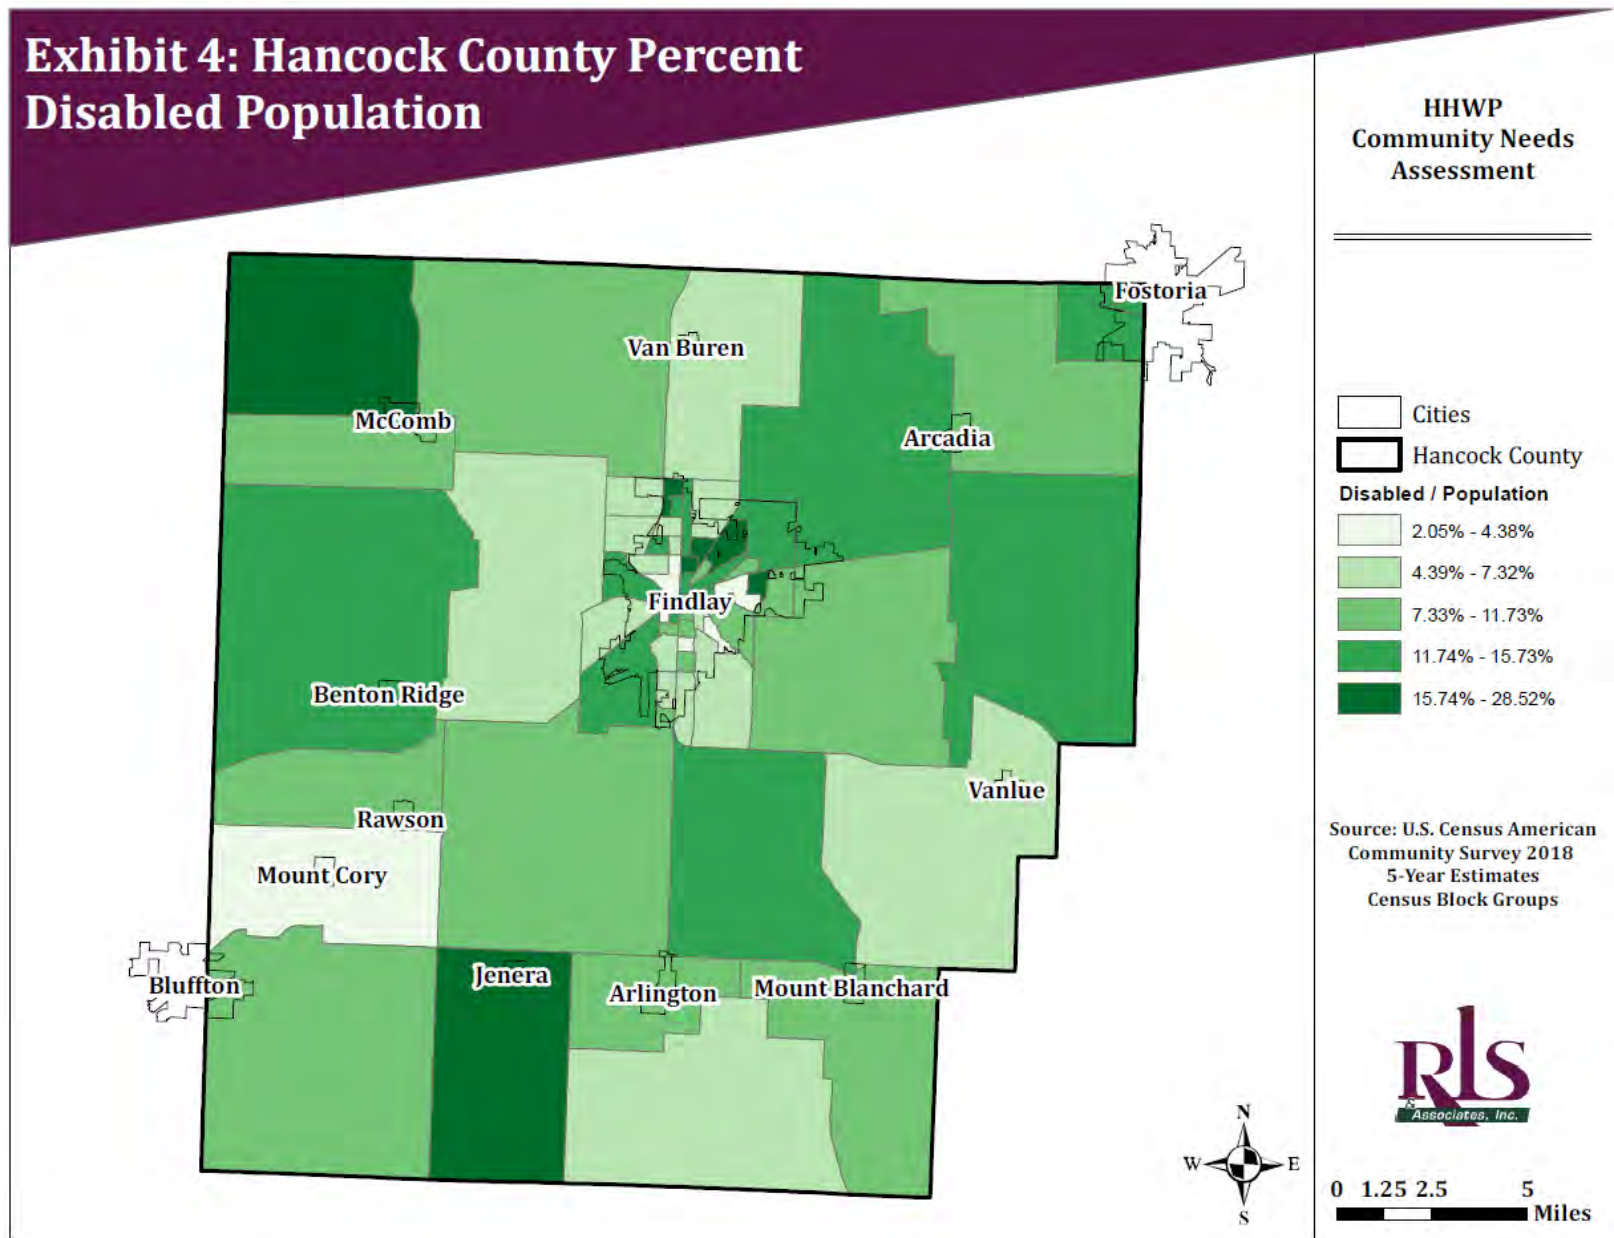 Exhibit 4: Hancock County Percent
Disabled Population
HHWP
Community Needs
Assessment
Fostoria
Van Buren
McComb
Arcadia
Findlay
Benton Ridge
Vanlue
Rawson
Mount Cory
Jenera
Bluffton
Arlington
Mount Blanchard
Cities
Hancock County
Disabled / Population
2.05% - 4.38%
4.39% - 7.32%
7.33% - 11.73%
11.74% - 15.73%
15.74% - 28.52%
Source: U.S. Census American
Community Survey 2018
5-Year Estimates
Census Block Groups
RLS
& Associates, Inc.
N
W E
S
0 1.25 2.5 5
Miles